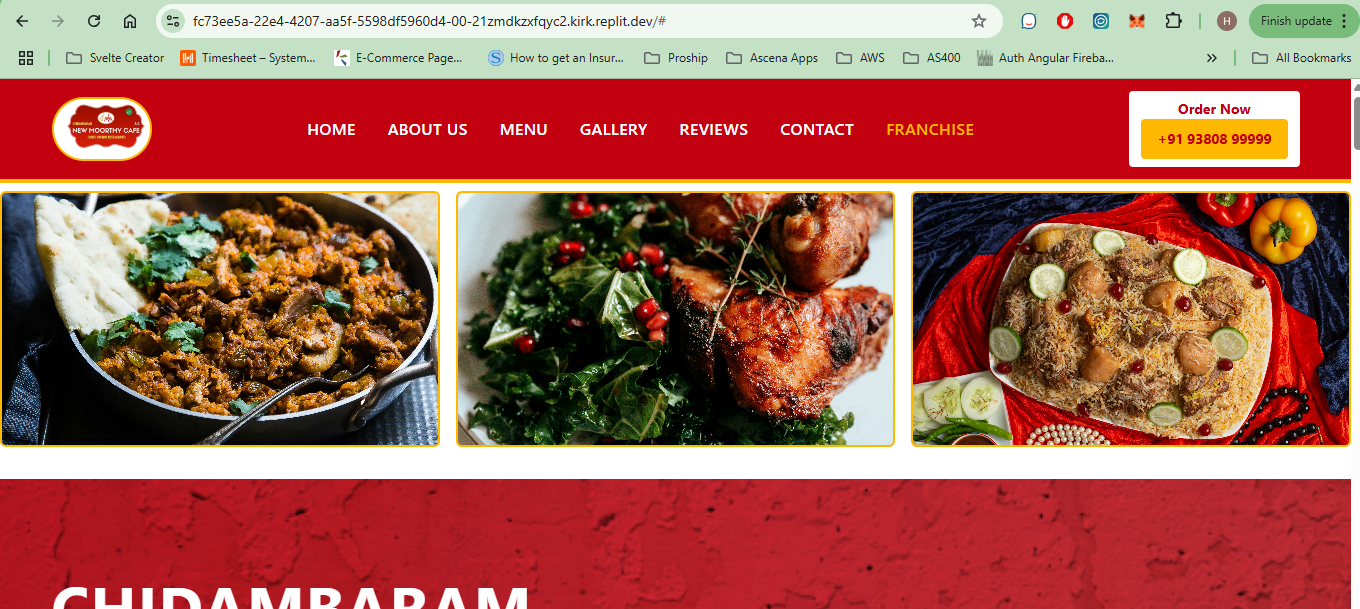 fc73ee5a-22e4-4207-aa5f-5598df5960d4-00-21zmdkzxfqyc2.kirk.replit.dev/#
H
Finish update
Svelte Creator
Timesheet – System...
E-Commerce Page...
How to get an Insur...
Proship
Ascena Apps
AWS
AS400
Auth Angular Fireba...
All Bookmarks
NEW MOORTHY CAFE
HOME
ABOUT US
MENU
GALLERY
REVIEWS
CONTACT
FRANCHISE
Order Now
+91 93808 99999
CHIDAMBARAM